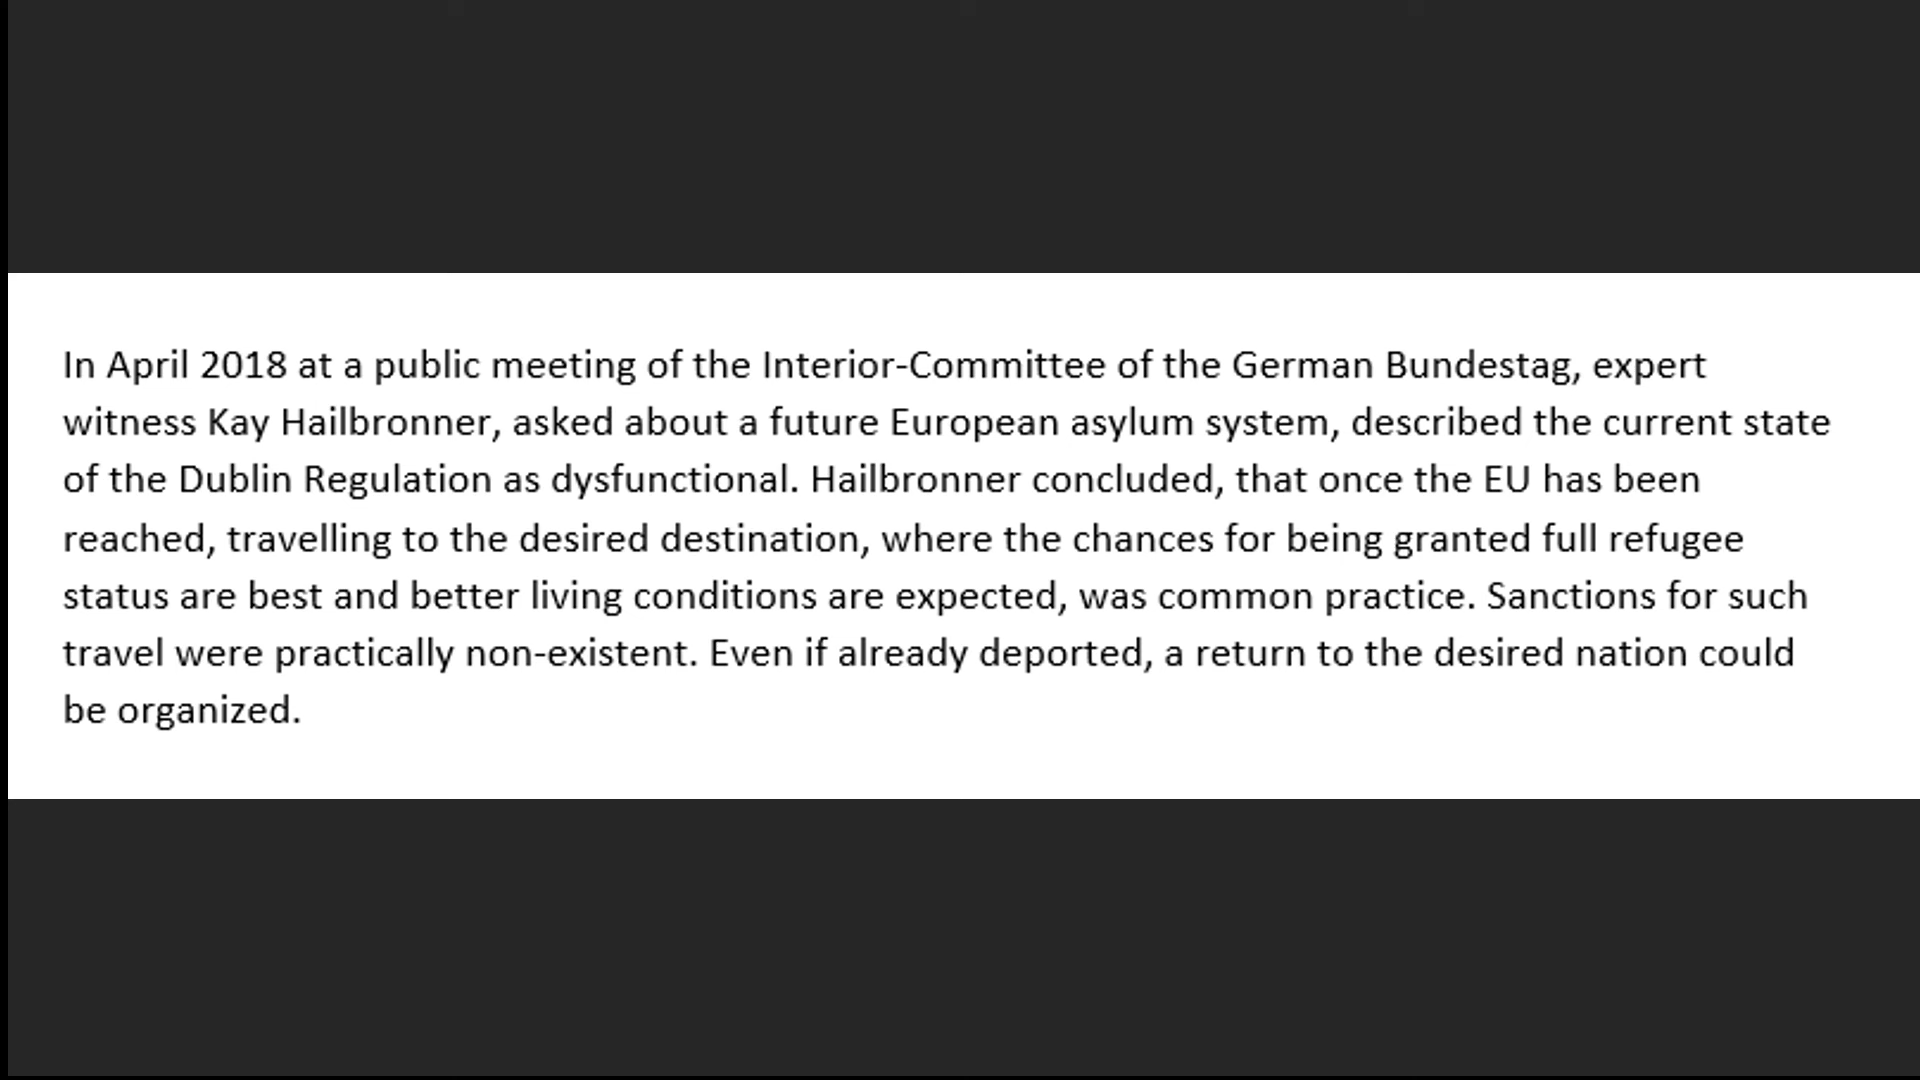 In April 2018 at a public meeting of the Interior-Committee of the German Bundestag, expert
witness Kay Hailbronner, asked about a future European asylum system, described the current state
of the Dublin Regulation as dysfunctional. Hailbronner concluded, that once the EU has been
reached, travelling to the desired destination, where the chances for being granted full refugee
status are best and better living conditions are expected, was common practice. Sanctions for such
travel were practically non-existent. Even if already deported, a return to the desired nation could
be organized.